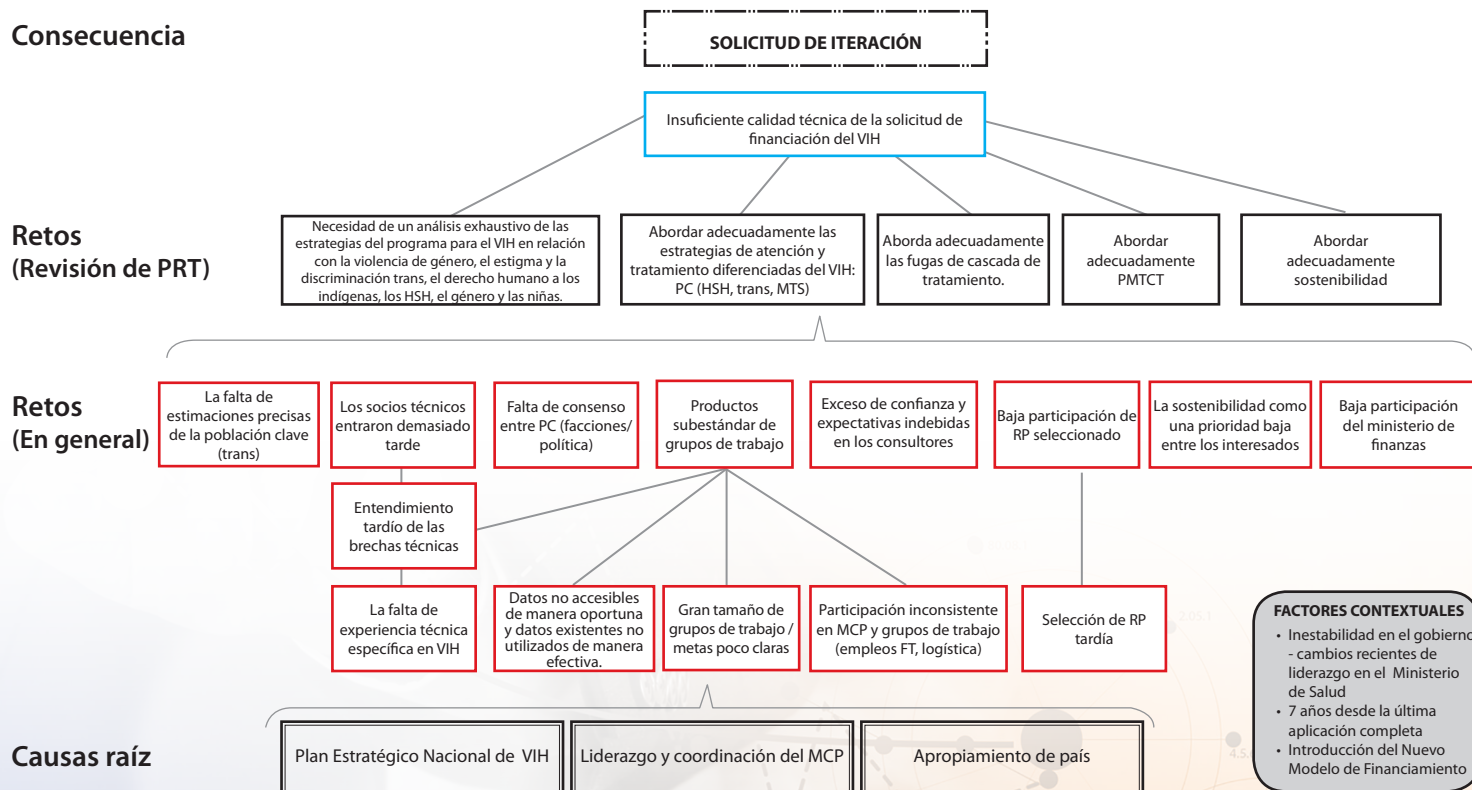 Consecuencia
SOLICITUD DE ITERACIÓN
Insuficiente calidad técnica de la solicitud de
financiación del VIH
Retos
(Revisión de PRT)
Necesidad de un análisis exhaustivo de las
estrategias del programa para el VIH en relación
con la violencia de género, el estigma y la
discriminación trans, el derecho humano a los
indígenas, los HSH, el género y las niñas.
Abordar adecuadamente las
estrategias de atención y
tratamiento diferenciadas del VIH:
PC (HSH, trans, MTS)
Aborda adecuadamente
las fugas de cascada de
tratamiento.
Abordar
adecuadamente
PMTCT
Abordar
adecuadamente
sostenibilidad
Retos
(En general)
La falta de
estimaciones precisas
de la población clave
(trans)
Los socios técnicos
entraron demasiado
tarde
Falta de consenso
entre PC (facciones/
política)
Productos
subestándar de
grupos de trabajo
Exceso de confianza y
expectativas indebidas
en los consultores
Baja participación de
RP seleccionado
La sostenibilidad como
una prioridad baja
entre los interesados
Baja participación
del ministerio de
finanzas
Entendimiento
tardío de las
brechas técnicas
La falta de
experiencia técnica
específica en VIH
Datos no accesibles
de manera oportuna
y datos existentes no
utilizados de manera
efectiva.
Gran tamaño de
grupos de trabajo /
metas poco claras
Participación inconsistente
en MCP y grupos de trabajo
(empleos FT, logística)
Selección de RP
tardía
2.05.1
FACTORES CONTEXTUALES
• Inestabilidad en el gobierno
- cambios recientes de
liderazgo en el Ministerio
de Salud
• 7 años desde la última
aplicación completa
• Introducción del Nuevo
Modelo de Financiamiento
Causas raíz
Plan Estratégico Nacional de VIH
Liderazgo y coordinación del MCP
Apropiamiento de país